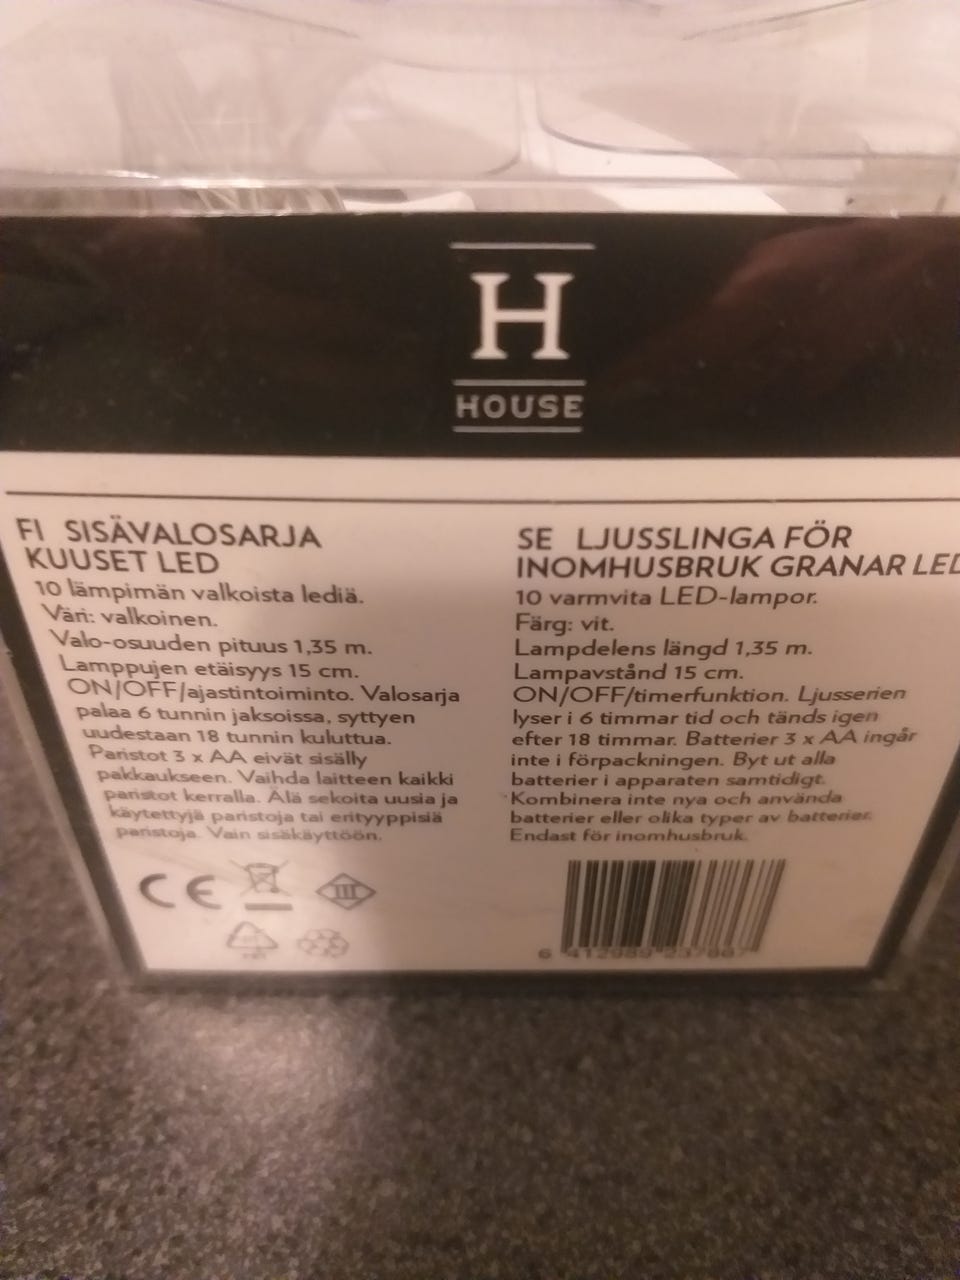 H
HOUSE
FI SISÄVALOSARJA
KUUSET LED
10 lämpimän valkoista lediä.
Väri: valkoinen.
Valo-osuuden pituus 1,35 m.
Lamppujen etäisyys 15 cm.
ON/OFF/ajastintoiminto. Valosarja
palaa 6 tunnin jaksoissa, syttyen
uudestaan 18 tunnin kuluttua.
Paristot 3 x AA eivät sisälly
pakkaukseen. Vaihda laitteen kaikki
paristot kerralla. Älä sekoita uusia ja
käytettyjä paristoja tai erityyppisiä
paristoja. Vain sisäkäyttöön.
CE
III
SE LJUSSLINGA FÖR
INOMHUSBRUK GRANAR LED
10 varmvita LED-lampor.
Färg: vit.
Lampdelens längd 1,35 m.
Lampavstånd 15 cm.
ON/OFF/timerfunktion. Ljusserien
lyser i 6 timmar tid och tänds igen
efter 18 timmar. Batterier 3 x AA ingår
inte i förpackningen. Byt ut alla
batterier i apparaten samtidigt.
Kombinera inte nya och använda
batterier eller olika typer av batterier.
Endast för inomhusbruk.